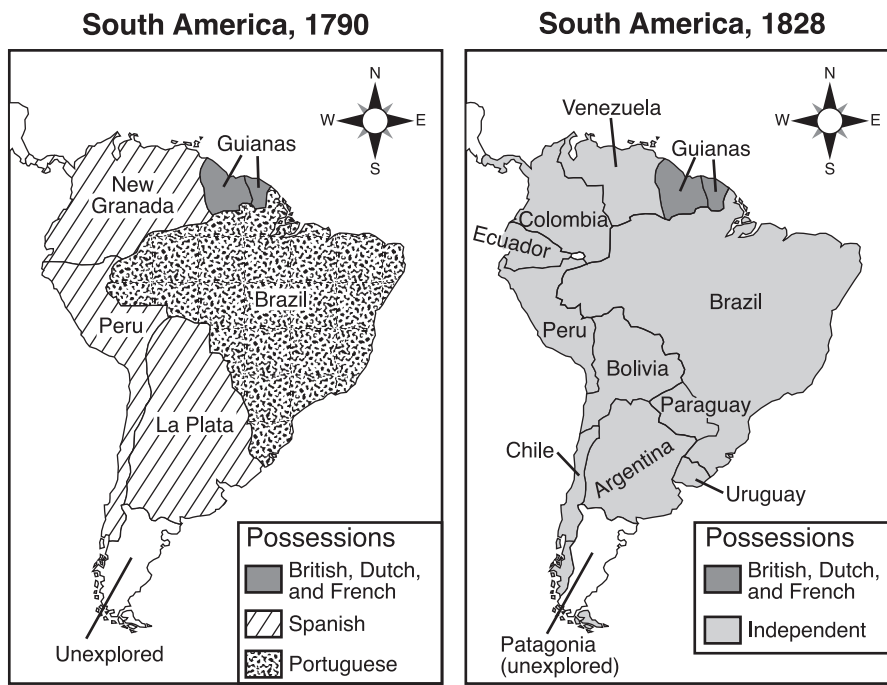 South America, 1790
N
W
E
S
Guianas
New
Granada
Brazil
Peru
La Plata
Unexplored
Possessions
British, Dutch,
and French
Spanish
Portuguese
South America, 1828
N
W
E
S
Venezuela
Guianas
Colombia
Ecuador
Brazil
Peru
Bolivia
Paraguay
Chile
Argentina
Uruguay
Patagonia
(unexplored)
Possessions
British, Dutch,
and French
Independent